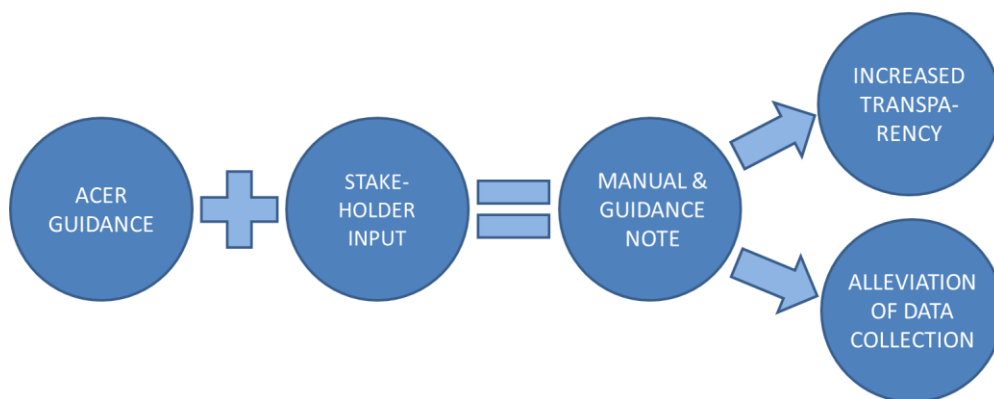 ACER
GUIDANCE
STAKE-
HOLDER
INPUT
MANUAL &
GUIDANCE
NOTE
INCREASED
TRANSPA-
RENCY
ALLEVIATION
OF DATA
COLLECTION